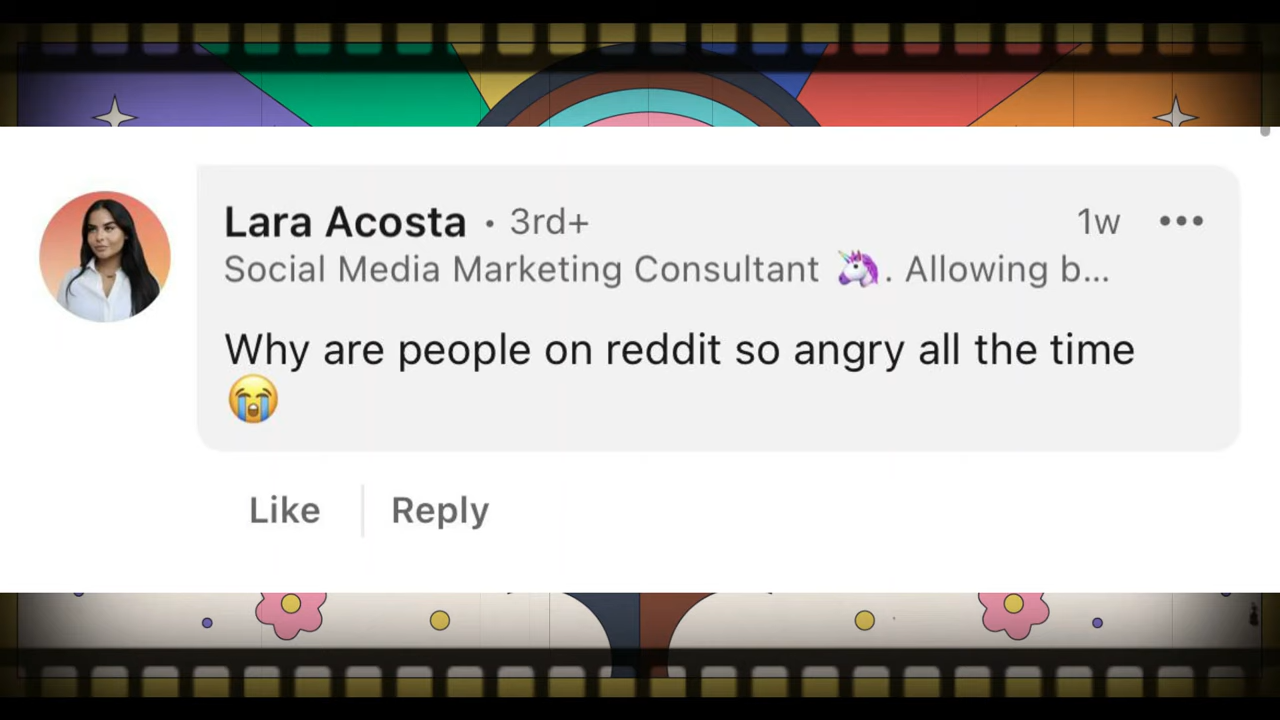 Lara Acosta • 3rd+ 1w •••
Social Media Marketing Consultant 🦄. Allowing b...
Why are people on reddit so angry all the time
😭
Like Reply